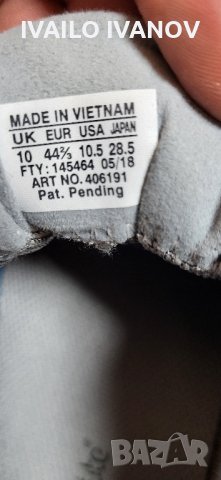 IVAILO IVANOV
MADE IN VIETNAM
UK EUR USA JAPAN
10 44⅔ 10.5 28.5
FTY: 145464 05/18
ART NO. 406191
Pat. Pending
BAZAR